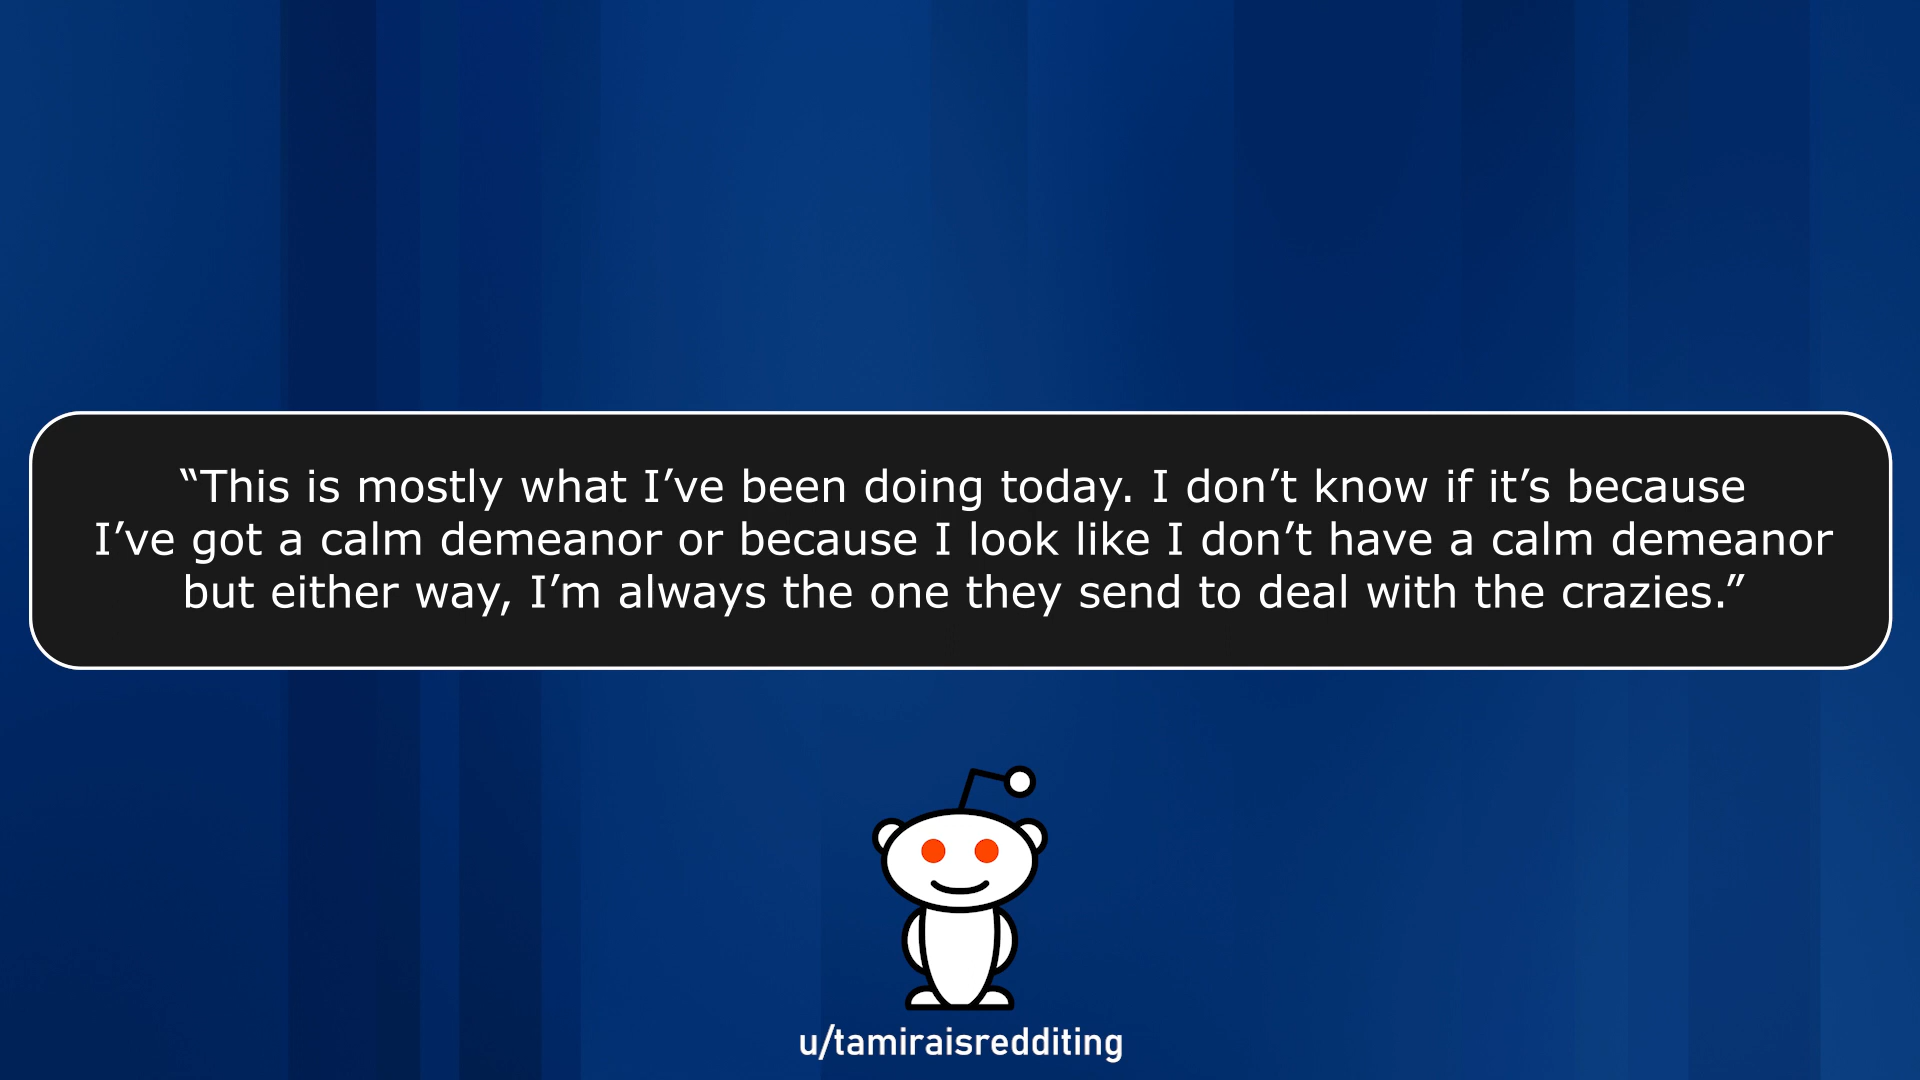 “This is mostly what I’ve been doing today. I don’t know if it’s because
I’ve got a calm demeanor or because I look like I don’t have a calm demeanor
but either way, I’m always the one they send to deal with the crazies.”
u/tamiraisredditing